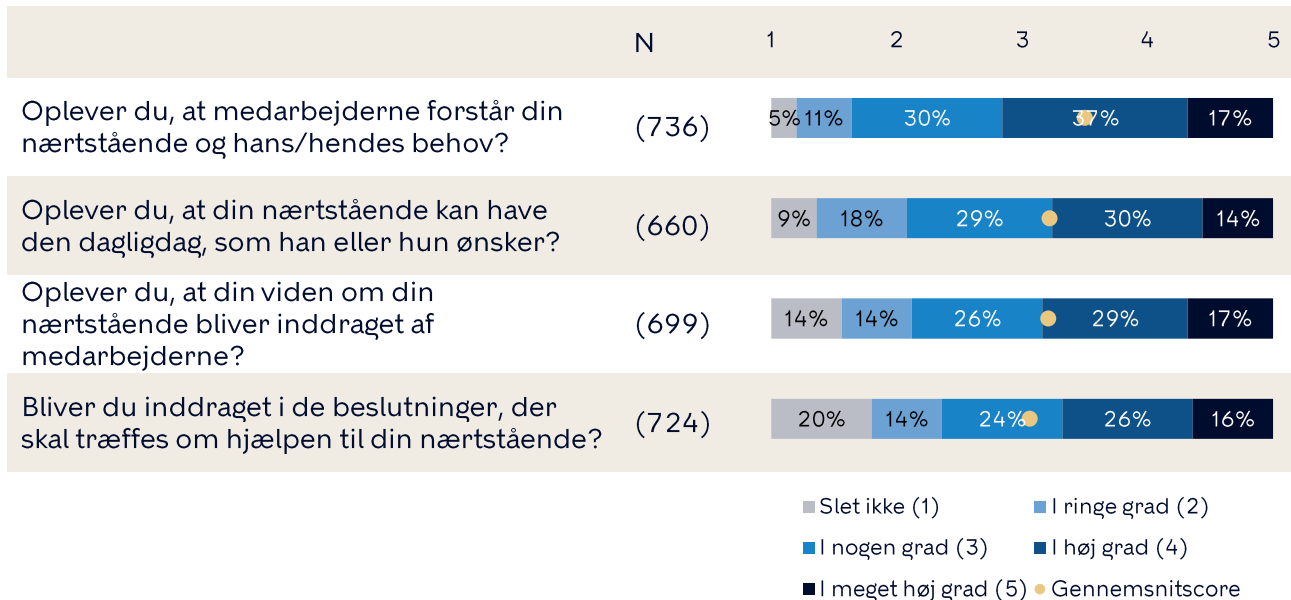 N 1 2 3 4 5
Oplever du, at medarbejderne forstår din
nærtstående og hans/hendes behov?
(736)
5% 11% 30% 37% 17%
Oplever du, at din nærtstående kan have
den dagligdag, som han eller hun ønsker?
(660)
9% 18% 29% 30% 14%
Oplever du, at din viden om din
nærtstående bliver inddraget af
medarbejderne?
(699)
14% 14% 26% 29% 17%
Bliver du inddraget i de beslutninger, der
skal træffes om hjælpen til din nærtstående?
(724)
20% 14% 24% 26% 16%
Slet ikke (1) I ringe grad (2)
I nogen grad (3) I høj grad (4)
I meget høj grad (5) Gennemsnitscore